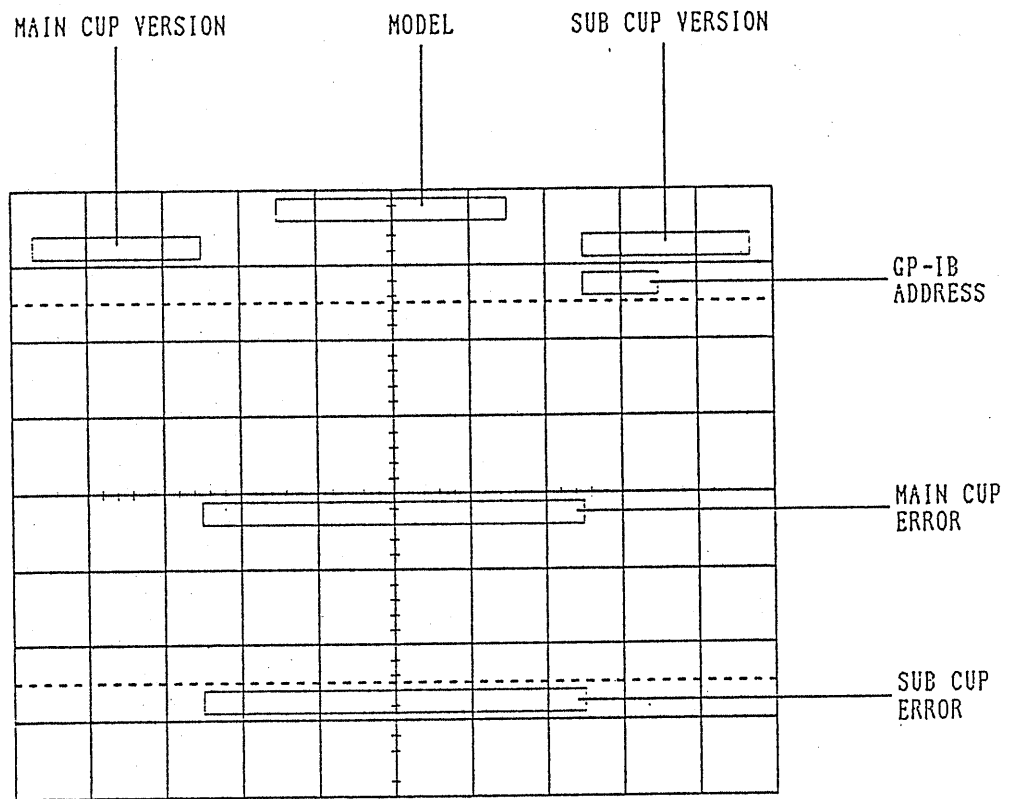 MAIN CUP VERSION
MODEL
SUB CUP VERSION
GP-IB
ADDRESS
MAIN CUP
ERROR
SUB CUP
ERROR